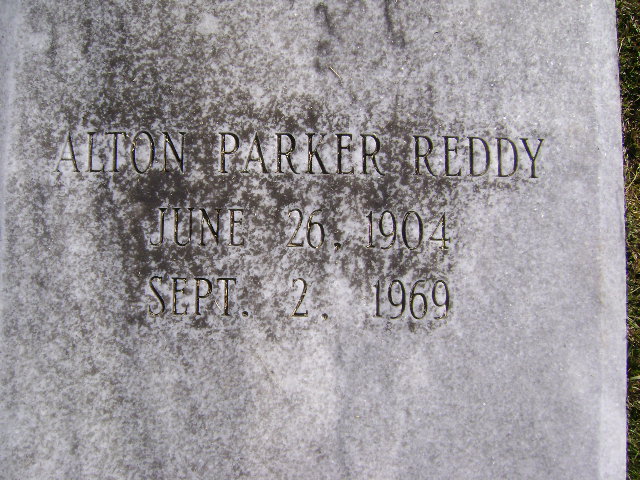 ALTON PARKER REDDY
JUNE 26, 1904
SEPT. 2, 1969